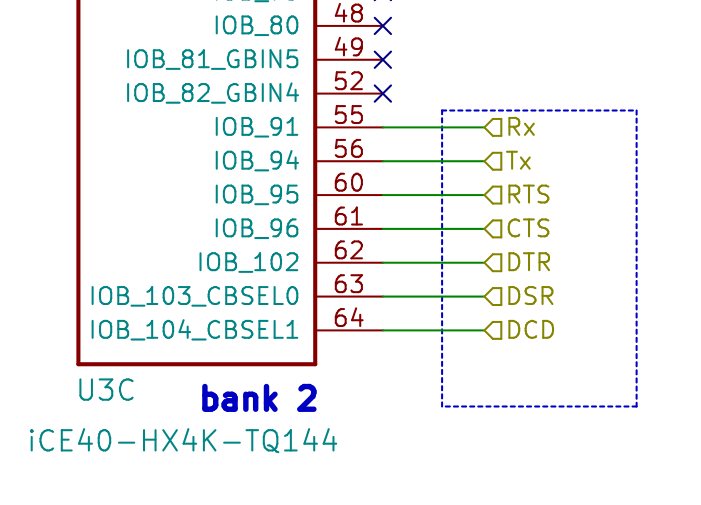 IOB_80 48
IOB_81_GBIN5 49
IOB_82_GBIN4 52
IOB_91 55 Rx
IOB_94 56 Tx
IOB_95 60 RTS
IOB_96 61 CTS
IOB_102 62 DTR
IOB_103_CBSEL0 63 DSR
IOB_104_CBSEL1 64 DCD
U3C
bank 2
iCE40-HX4K-TQ144